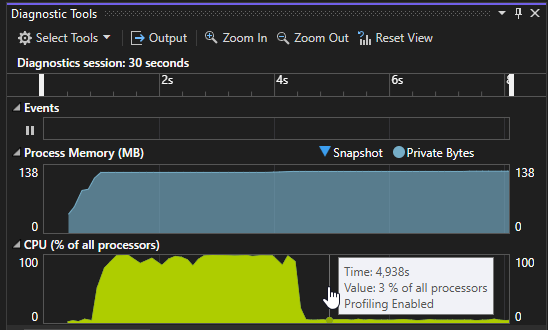 Diagnostic Tools
Select Tools Output Zoom In Zoom Out Reset View
Diagnostics session: 30 seconds
2s 4s 6s 8
Events
Process Memory (MB) Snapshot Private Bytes
138 138
0 0
CPU (% of all processors)
100 100
Time: 4,938s
Value: 3 % of all processors
Profiling Enabled
0 0